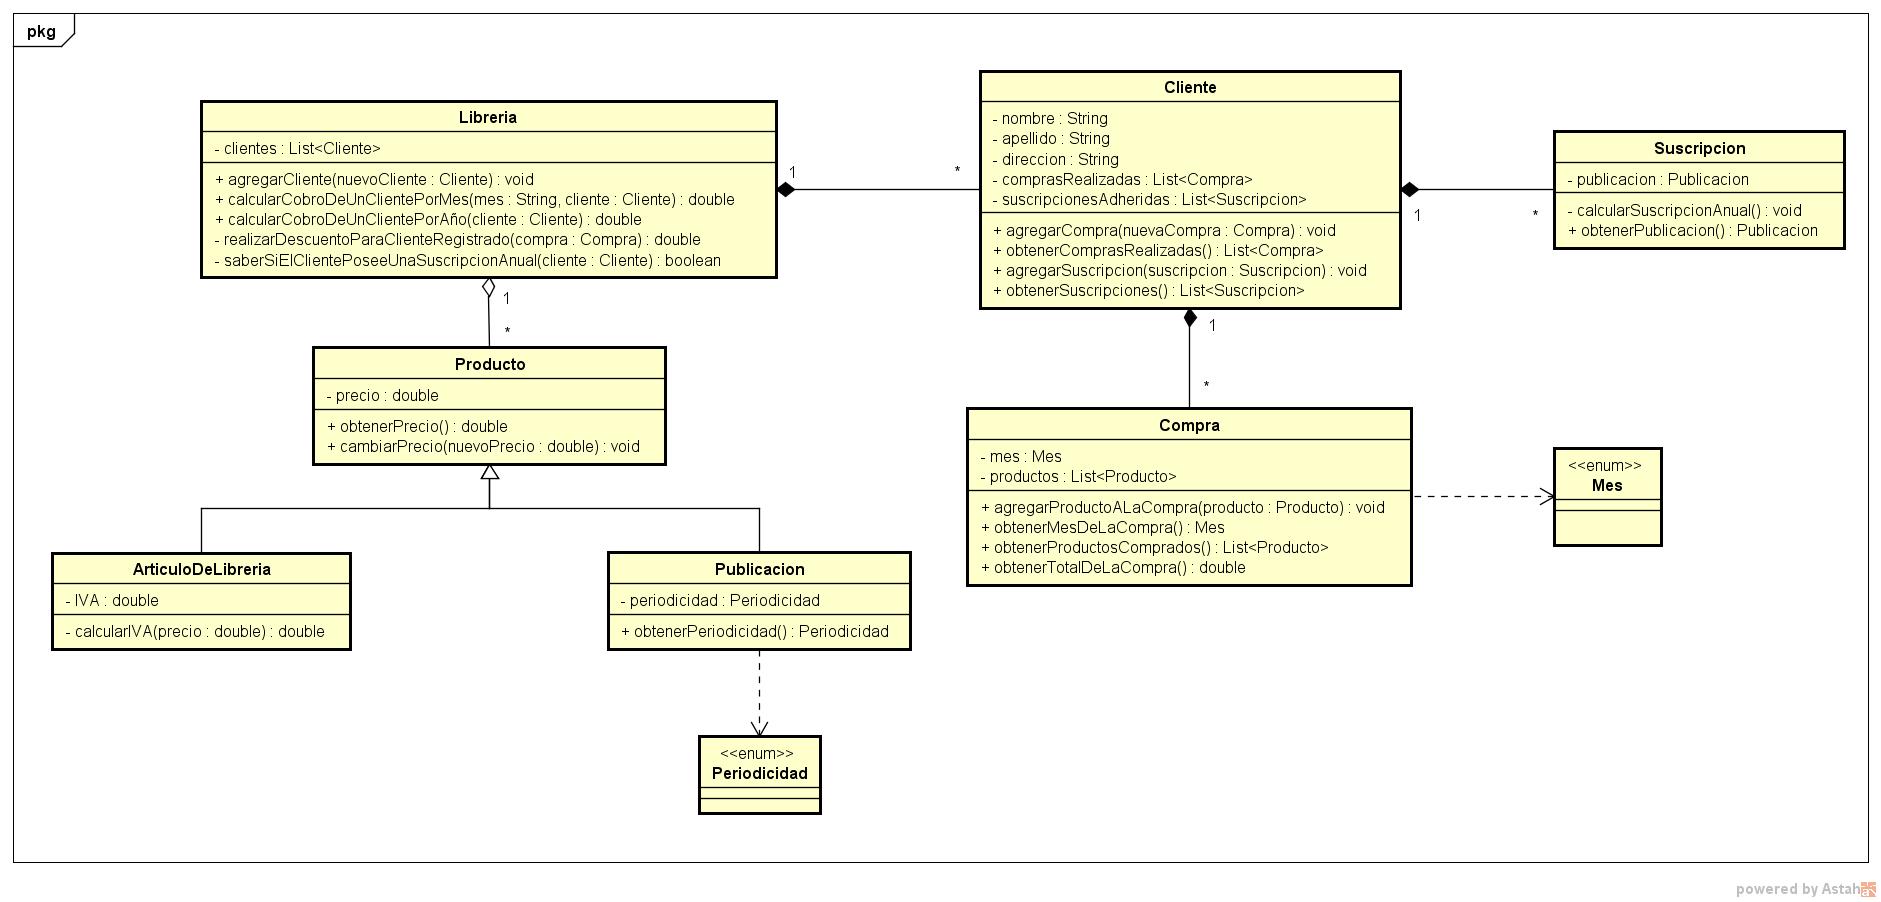 pkg
Libreria
- clientes : List<Cliente>
+ agregarCliente(nuevoCliente : Cliente) : void
+ calcularCobroDeUnClientePorMes(mes : String, cliente : Cliente) : double
+ calcularCobroDeUnClientePorAño(cliente : Cliente) : double
- realizarDescuentoParaClienteRegistrado(compra : Compra) : double
- saberSiElClientePoseeUnaSuscripcionAnual(cliente : Cliente) : boolean
1
*
Cliente
- nombre : String
- apellido : String
- direccion : String
- comprasRealizadas : List<Compra>
- suscripcionesAdheridas : List<Suscripcion>
+ agregarCompra(nuevaCompra : Compra) : void
+ obtenerComprasRealizadas() : List<Compra>
+ agregarSuscripcion(suscripcion : Suscripcion) : void
+ obtenerSuscripciones() : List<Suscripcion>
1
*
Suscripcion
- publicacion : Publicacion
- calcularSuscripcionAnual() : void
+ obtenerPublicacion() : Publicacion
1
*
Producto
- precio : double
+ obtenerPrecio() : double
+ cambiarPrecio(nuevoPrecio : double) : void
1
*
Compra
- mes : Mes
- productos : List<Producto>
+ agregarProductoALaCompra(producto : Producto) : void
+ obtenerMesDeLaCompra() : Mes
+ obtenerProductosComprados() : List<Producto>
+ obtenerTotalDeLaCompra() : double
<<enum>>
Mes
ArticuloDeLibreria
- IVA : double
- calcularIVA(precio : double) : double
Publicacion
- periodicidad : Periodicidad
+ obtenerPeriodicidad() : Periodicidad
<<enum>>
Periodicidad
powered by Astah